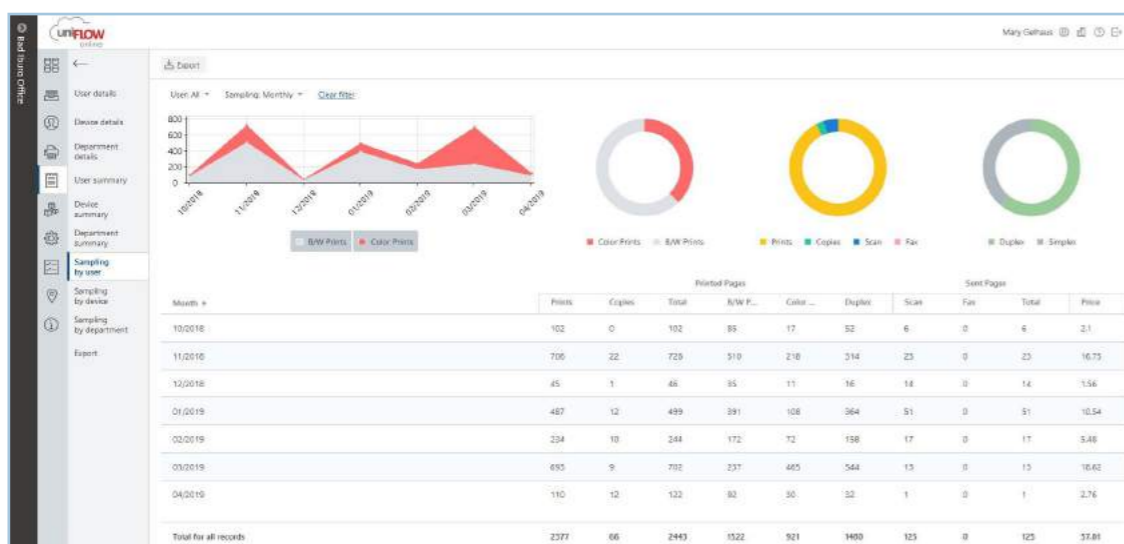 Bad Iburg Office
uniFLOW
online
Mary Gelhaus
Export
User details
Device details
Department
details
User summary
Device
summary
Department
summary
Sampling
by user
Sampling
by device
Sampling
by department
Export
User: All Sampling: Monthly Clear filter
800
600
400
200
0
10/2018 11/2018 12/2018 01/2019 02/2019 03/2019 04/2019
B/W Prints Color Prints
Color Prints B/W Prints
Prints Copies Scan Fax
Duplex Simplex
Printed Pages Sent Pages
Month Prints Copies Total B/W P... Color ... Duplex Scan Fax Total Price
10/2018 102 0 102 85 17 52 6 0 6 2.1
11/2018 706 22 728 510 218 314 23 0 23 16.75
12/2018 45 1 46 35 11 16 14 0 14 1.56
01/2019 487 12 499 391 108 364 51 0 51 10.54
02/2019 234 10 244 172 72 158 17 0 17 5.48
03/2019 693 9 702 237 465 544 13 0 13 18.62
04/2019 110 12 122 92 30 32 1 0 1 2.76
Total for all records 2377 66 2443 1522 921 1480 125 0 125 57.81